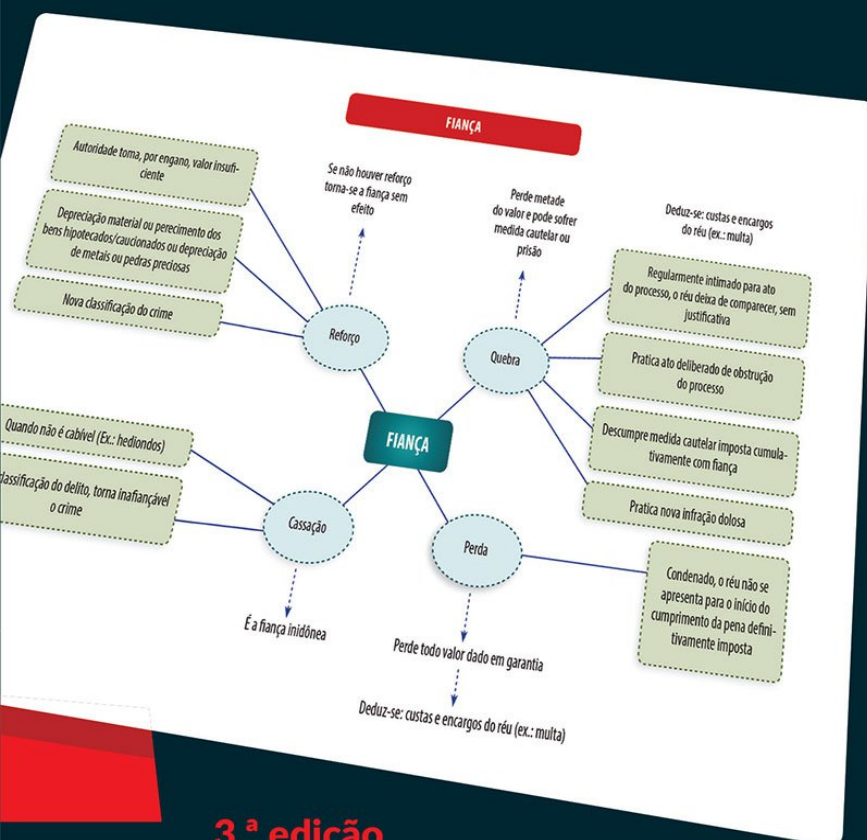 FIANÇA
Autoridade toma, por engano, valor insufi-
ciente
Depreciação material ou perecimento dos
bens hipotecados/caucionados ou depreciação
de metais ou pedras preciosas
Nova classificação do crime
Se não houver reforço
torna-se a fiança sem
efeito
Reforço
Perde metade
do valor e pode sofrer
medida cautelar ou
prisão
Quebra
Deduz-se: custas e encargos
do réu (ex.: multa)
Regularmente intimado para ato
do processo, o réu deixa de comparecer, sem
justificativa
Pratica ato deliberado de obstrução
do processo
Descumpre medida cautelar imposta cumula-
tivamente com fiança
Pratica nova infração dolosa
FIANÇA
Quando não é cabível (Ex.: hediondos)
classificação do delito, torna inafiançável
o crime
Cassação
É a fiança inidônea
Perda
Condenado, o réu não se
apresenta para o início do
cumprimento da pena defini-
tivamente imposta
Perde todo valor dado em garantia
Deduz-se: custas e encargos do réu (ex.: multa)
3.ª edição